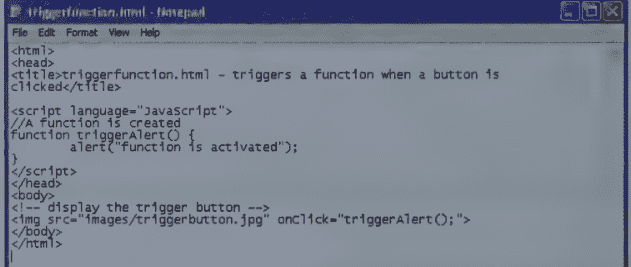 triggerfunction.html - Notepad
File Edit Format View Help
<html>
<head>
<title>triggerfunction.html - triggers a function when a button is
clicked</title>
<script language="JavaScript">
//A function is created
function triggerAlert() {
alert("function is activated");
}
</script>
</head>
<body>
<!-- display the trigger button -->
<img src="images/triggerbutton.jpg" onClick="triggerAlert();">
</body>
</html>